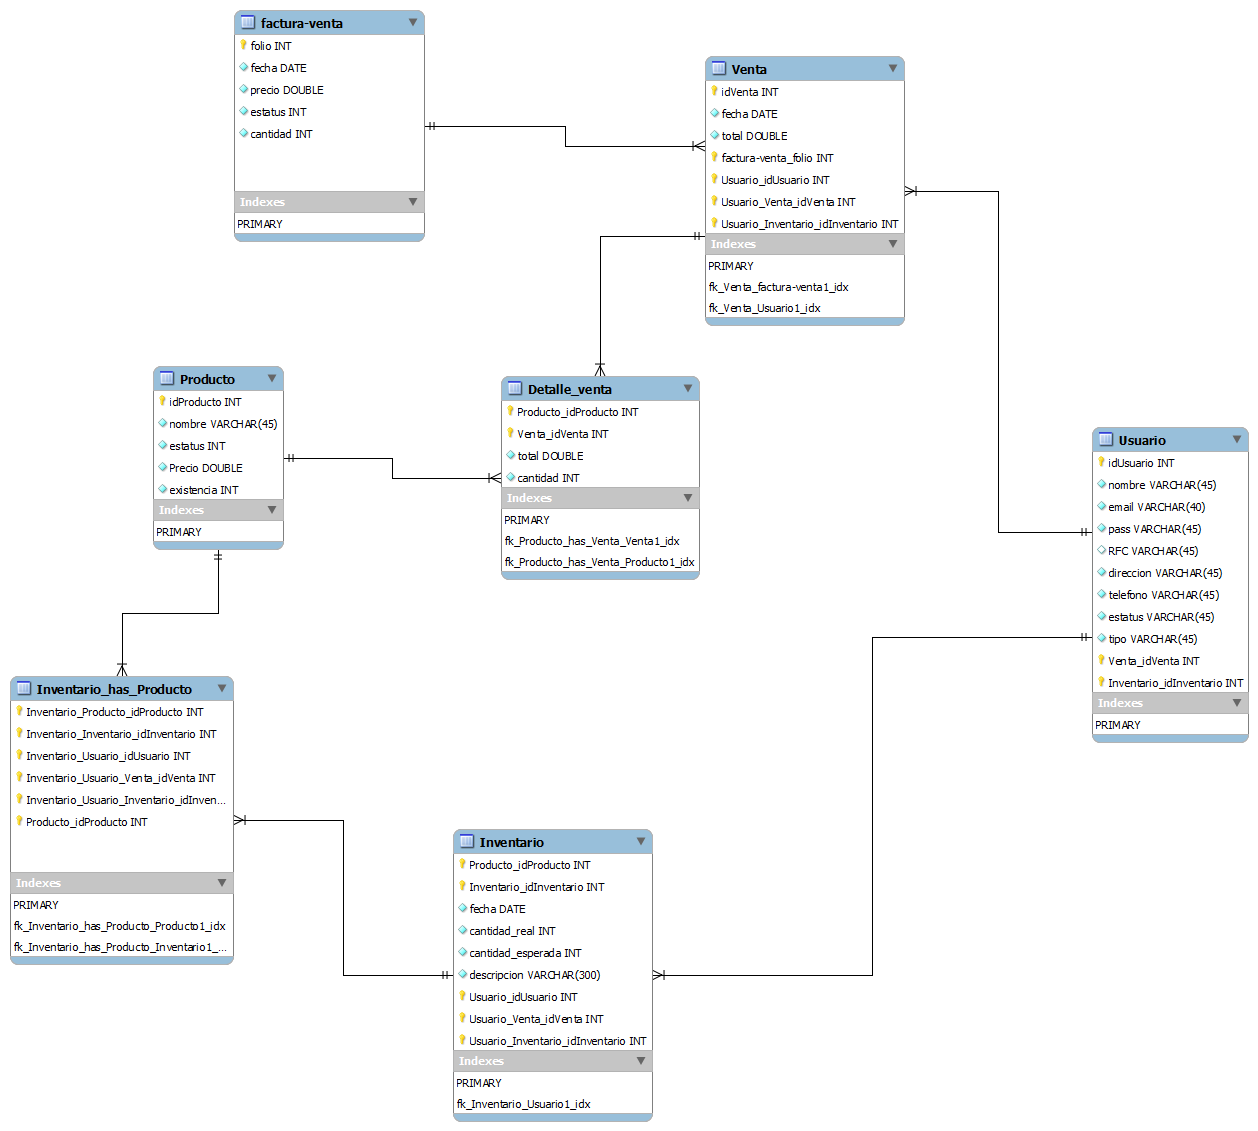 factura-venta
folio INT
fecha DATE
precio DOUBLE
estatus INT
cantidad INT
Indexes
PRIMARY
Venta
idVenta INT
fecha DATE
total DOUBLE
factura-venta_folio INT
Usuario_idUsuario INT
Usuario_Venta_idVenta INT
Usuario_Inventario_idInventario INT
Indexes
PRIMARY
fk_Venta_factura-venta1_idx
fk_Venta_Usuario1_idx
Producto
idProducto INT
nombre VARCHAR(45)
estatus INT
Precio DOUBLE
existencia INT
Indexes
PRIMARY
Detalle_venta
Producto_idProducto INT
Venta_idVenta INT
total DOUBLE
cantidad INT
Indexes
PRIMARY
fk_Producto_has_Venta_Venta1_idx
fk_Producto_has_Venta_Producto1_idx
Usuario
idUsuario INT
nombre VARCHAR(45)
email VARCHAR(40)
pass VARCHAR(45)
RFC VARCHAR(45)
direccion VARCHAR(45)
telefono VARCHAR(45)
estatus VARCHAR(45)
tipo VARCHAR(45)
Venta_idVenta INT
Inventario_idInventario INT
Indexes
PRIMARY
Inventario_has_Producto
Inventario_Producto_idProducto INT
Inventario_Inventario_idInventario INT
Inventario_Usuario_idUsuario INT
Inventario_Usuario_Venta_idVenta INT
Inventario_Usuario_Inventario_idInven...
Producto_idProducto INT
Indexes
PRIMARY
fk_Inventario_has_Producto_Producto1_idx
fk_Inventario_has_Producto_Inventario1_...
Inventario
Producto_idProducto INT
Inventario_idInventario INT
fecha DATE
cantidad_real INT
cantidad_esperada INT
descripcion VARCHAR(300)
Usuario_idUsuario INT
Usuario_Venta_idVenta INT
Usuario_Inventario_idInventario INT
Indexes
PRIMARY
fk_Inventario_Usuario1_idx